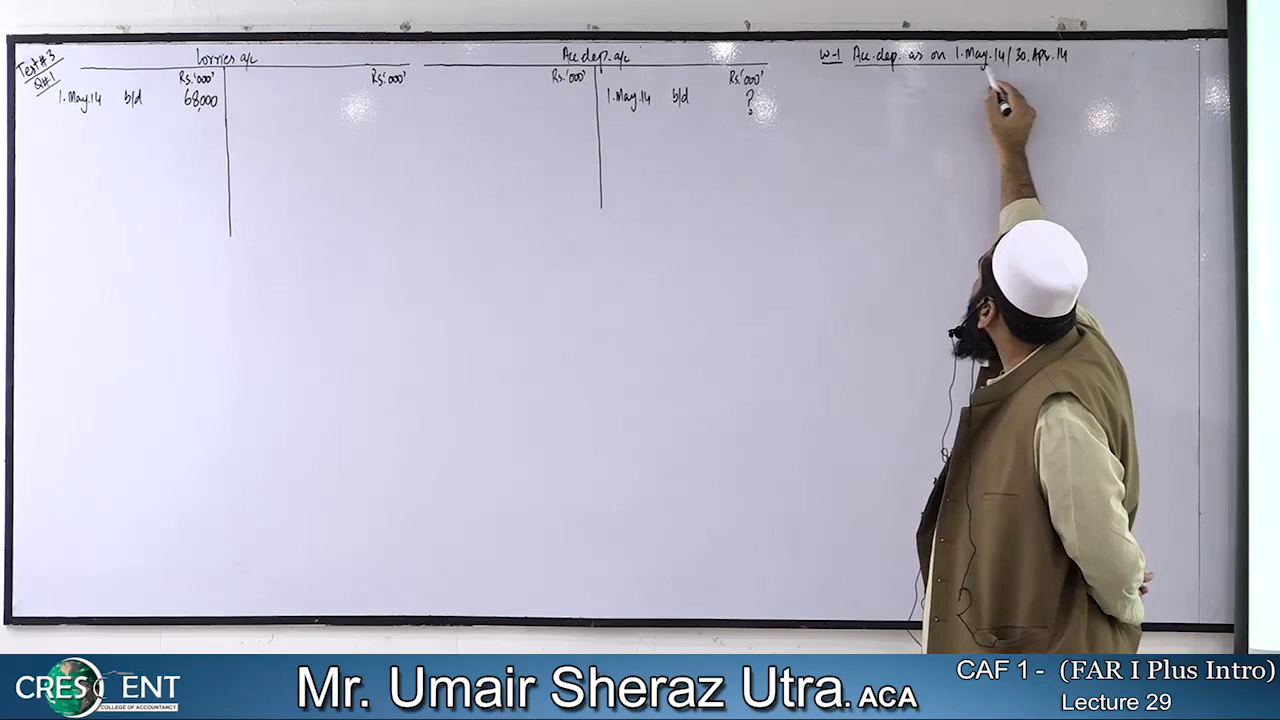 Test#3
Q#1
Lorries a/c
Rs.'000' Rs.'000'
1.May.14 b/d 68,000
Acc dep. a/c
Rs.'000' Rs.'000'
1.May.14 b/d ?
W-1 Acc. dep. as on 1.May.14/30.Apr.14
CRESCENT
COLLEGE OF ACCOUNTANCY
Mr. Umair Sheraz Utra. ACA
CAF 1 - (FAR I Plus Intro)
Lecture 29